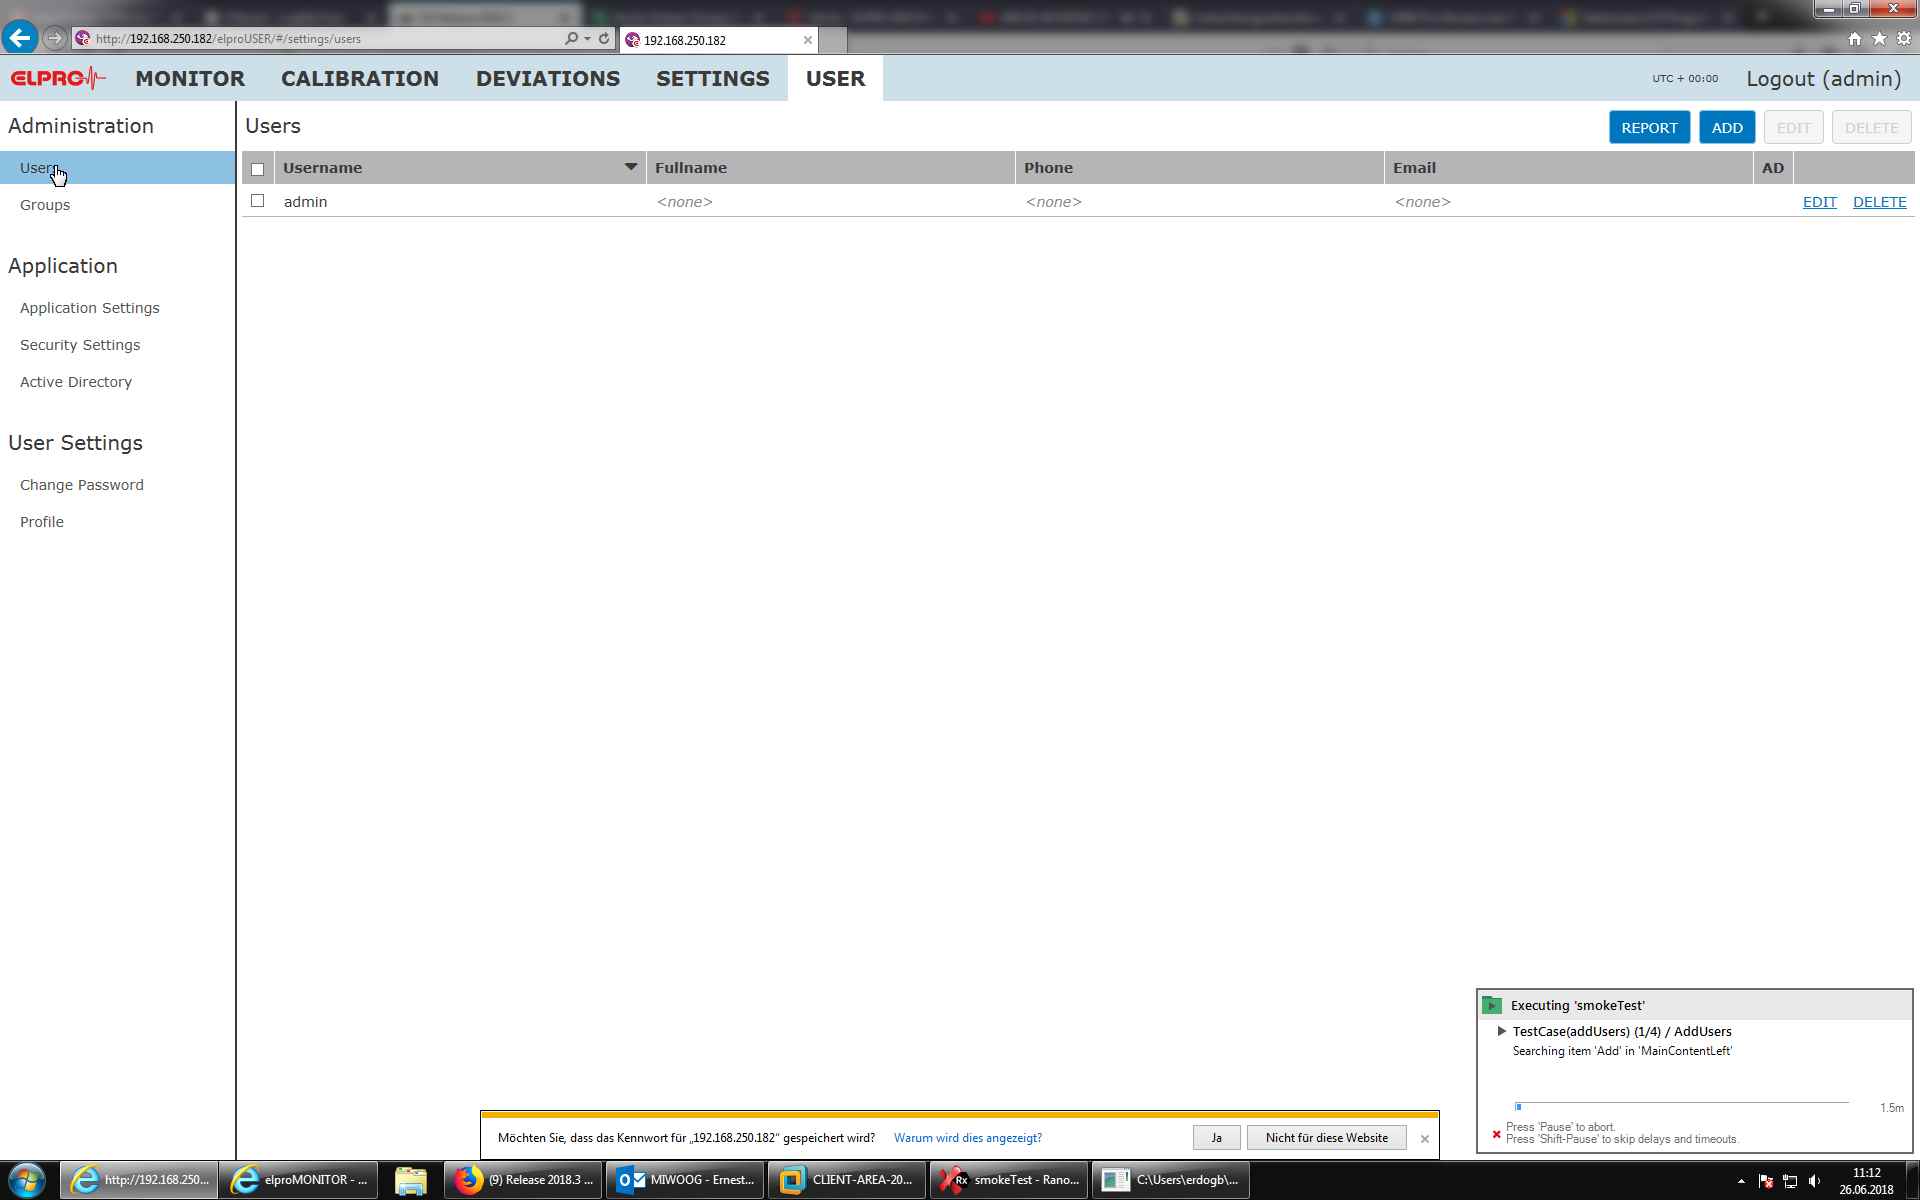 http://192.168.250.182/elproUSER/#/settings/users
192.168.250.182
ELPRO
MONITOR
CALIBRATION
DEVIATIONS
SETTINGS
USER
UTC + 00:00
Logout (admin)
Administration
Users
Groups
Application
Application Settings
Security Settings
Active Directory
User Settings
Change Password
Profile
Users
REPORT
ADD
EDIT
DELETE
Username
Fullname
Phone
Email
AD
admin
<none>
<none>
<none>
EDIT
DELETE
Executing 'smokeTest'
TestCase(addUsers) (1/4) / AddUsers
Searching item 'Add' in 'MainContentLeft'
1.5m
Press 'Pause' to abort.
Press 'Shift-Pause' to skip delays and timeouts.
Möchten Sie, dass das Kennwort für „192.168.250.182“ gespeichert wird?
Warum wird dies angezeigt?
Ja
Nicht für diese Website
http://192.168.250...
elproMONITOR - ...
(9) Release 2018.3 ...
MIWOOG - Ernest...
CLIENT-AREA-20...
smokeTest - Rano...
C:\Users\erdogb\...
11:12
26.06.2018